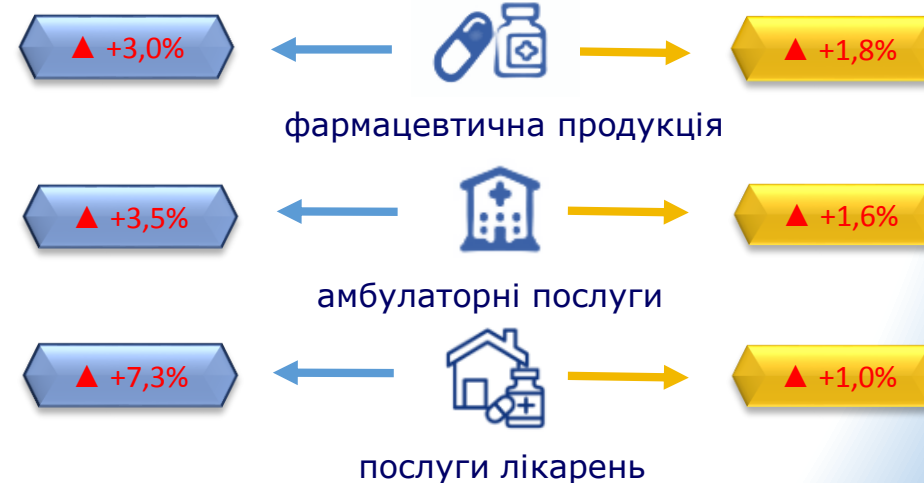 ▲ +3,0%
▲ +1,8%
фармацевтична продукція
▲ +3,5%
▲ +1,6%
амбулаторні послуги
▲ +7,3%
▲ +1,0%
послуги лікарень